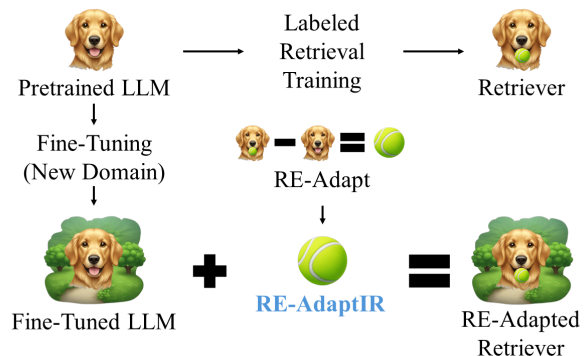 Pretrained LLM
Labeled
Retrieval
Training
Retriever
Fine-Tuning
(New Domain)
RE-Adapt
Fine-Tuned LLM
RE-AdaptIR
RE-Adapted
Retriever